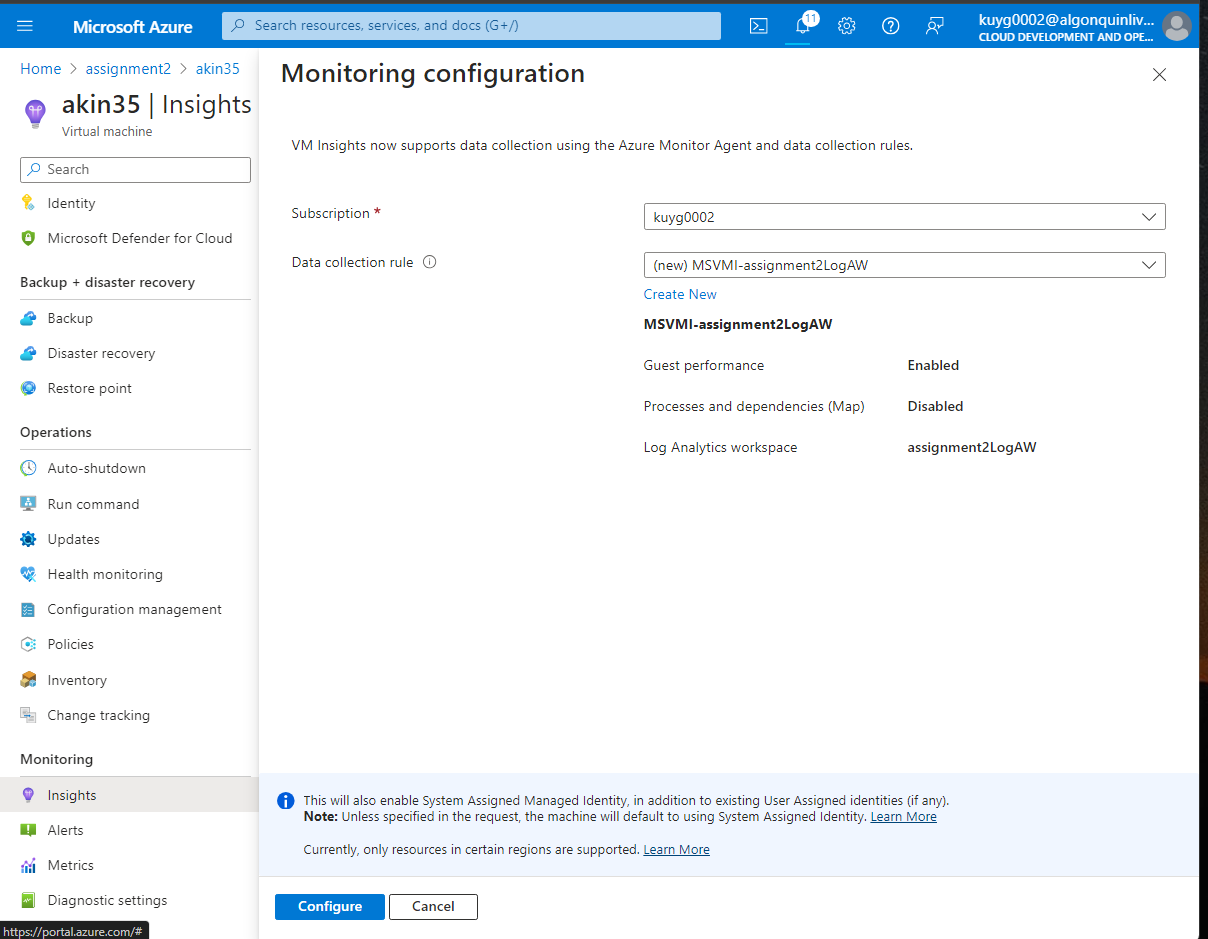 Microsoft Azure
Search resources, services, and docs (G+/)
11
kuyg0002@algonquinliv...
CLOUD DEVELOPMENT AND OPE...
Home > assignment2 > akin35
akin35 | Insights
Virtual machine
Search
Identity
Microsoft Defender for Cloud
Backup + disaster recovery
Backup
Disaster recovery
Restore point
Operations
Auto-shutdown
Run command
Updates
Health monitoring
Configuration management
Policies
Inventory
Change tracking
Monitoring
Insights
Alerts
Metrics
Diagnostic settings
https://portal.azure.com/#
Monitoring configuration
VM Insights now supports data collection using the Azure Monitor Agent and data collection rules.
Subscription *
kuyg0002
Data collection rule
(new) MSVMI-assignment2LogAW
Create New
MSVMI-assignment2LogAW
Guest performance Enabled
Processes and dependencies (Map) Disabled
Log Analytics workspace assignment2LogAW
This will also enable System Assigned Managed Identity, in addition to existing User Assigned identities (if any).
Note: Unless specified in the request, the machine will default to using System Assigned Identity. Learn More
Currently, only resources in certain regions are supported. Learn More
Configure
Cancel